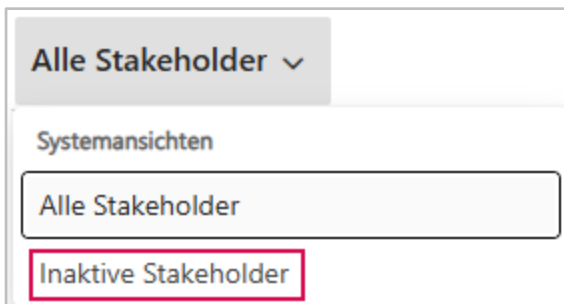 Alle Stakeholder
Systemansichten
Alle Stakeholder
Inaktive Stakeholder